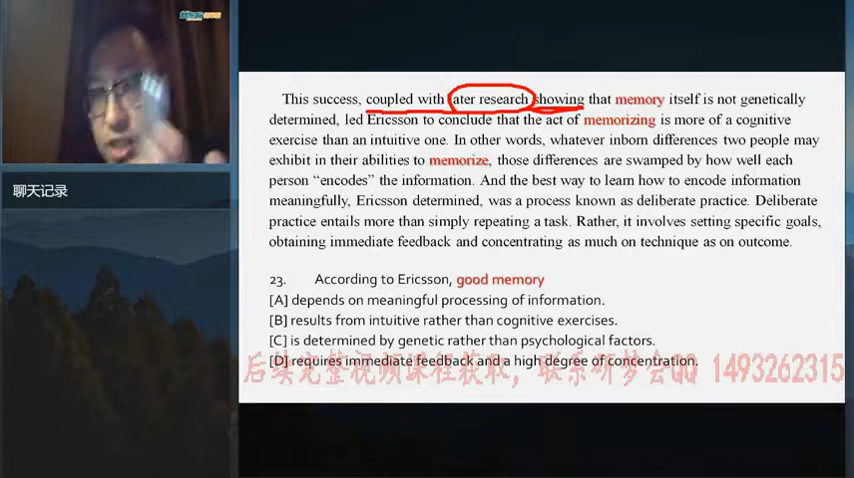 聊天记录
This success, coupled with later research showing that memory itself is not genetically
determined, led Ericsson to conclude that the act of memorizing is more of a cognitive
exercise than an intuitive one. In other words, whatever inborn differences two people may
exhibit in their abilities to memorize, those differences are swamped by how well each
person “encodes” the information. And the best way to learn how to encode information
meaningfully, Ericsson determined, was a process known as deliberate practice. Deliberate
practice entails more than simply repeating a task. Rather, it involves setting specific goals,
obtaining immediate feedback and concentrating as much on technique as on outcome.
23. According to Ericsson, good memory
[A] depends on meaningful processing of information.
[B] results from intuitive rather than cognitive exercises.
[C] is determined by genetic rather than psychological factors.
[D] requires immediate feedback and a high degree of concentration.
后续完整视频课程获取，联系研梦会QQ 1493262315